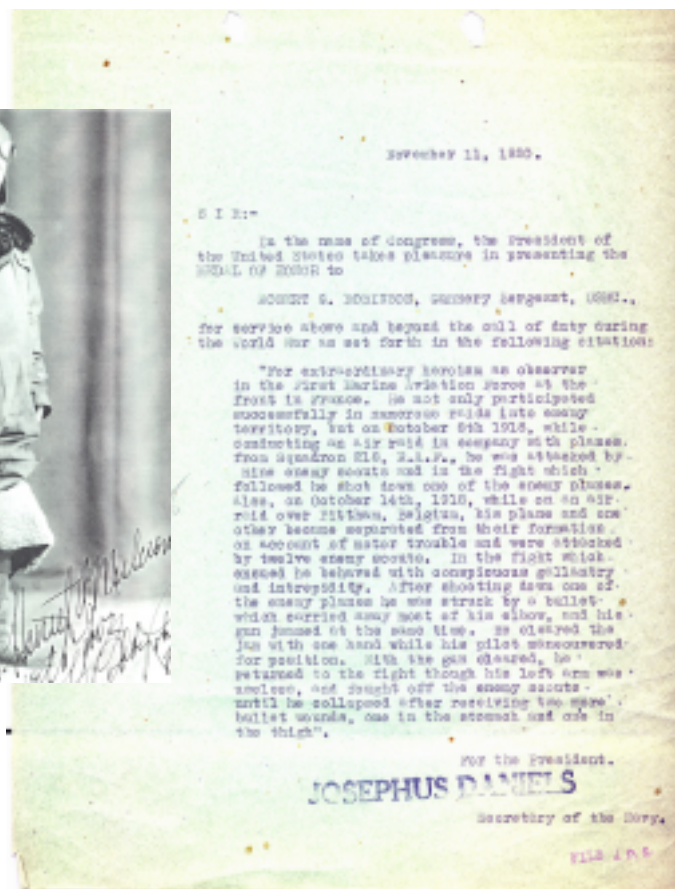 November 11, 1920.
S I R:-
In the name of Congress, the President of
the United States takes pleasure in presenting the
MEDAL OF HONOR to
ROBERT G. ROBINSON, Gunnery Sergeant, USMC.,
for service above and beyond the call of duty during
the World War as set forth in the following citation:
"For extraordinary heroism as observer
in the First Marine Aviation Force at the
front in France. He not only participated
successfully in numerous raids into enemy
territory, but on October 8th 1918, while
conducting an air raid in company with planes
from Squadron 218, R.A.F., he was attacked by
nine enemy scouts and in the fight which
followed he shot down one of the enemy planes.
Also, on October 14th, 1918, while on an air
raid over Pittham, Belgium, his plane and one
other became separated from their formation
on account of motor trouble and were attacked
by twelve enemy scouts. In the fight which
ensued he behaved with conspicuous gallantry
and intrepidity. After shooting down one of
the enemy planes he was struck by a bullet
which carried away most of his elbow, and his
gun jammed at the same time. He cleared the
jam with one hand while his pilot maneuvered
for position. With the gun cleared, he
returned to the fight though his left arm was
useless, and fought off the enemy scouts
until he collapsed after receiving two more
bullet wounds, one in the stomach and one in
the thigh".
For the President.
JOSEPHUS DANIELS
Secretary of the Navy.